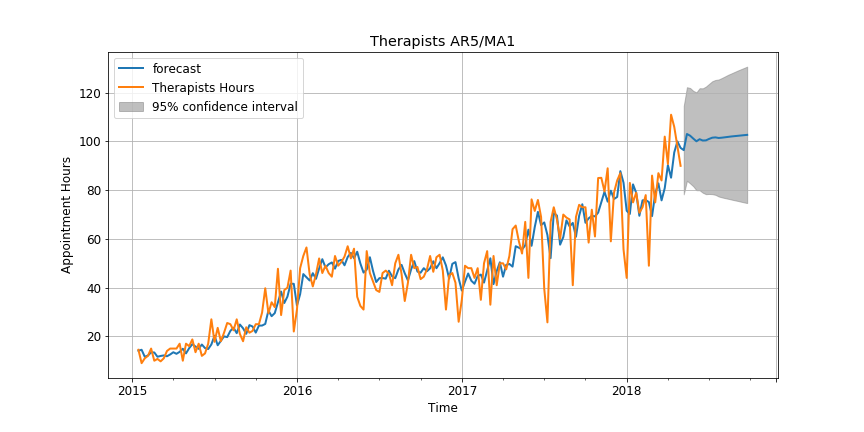 Therapists AR5/MA1
forecast
Therapists Hours
95% confidence interval
Appointment Hours
120
100
80
60
40
20
2015
2016
2017
2018
Time